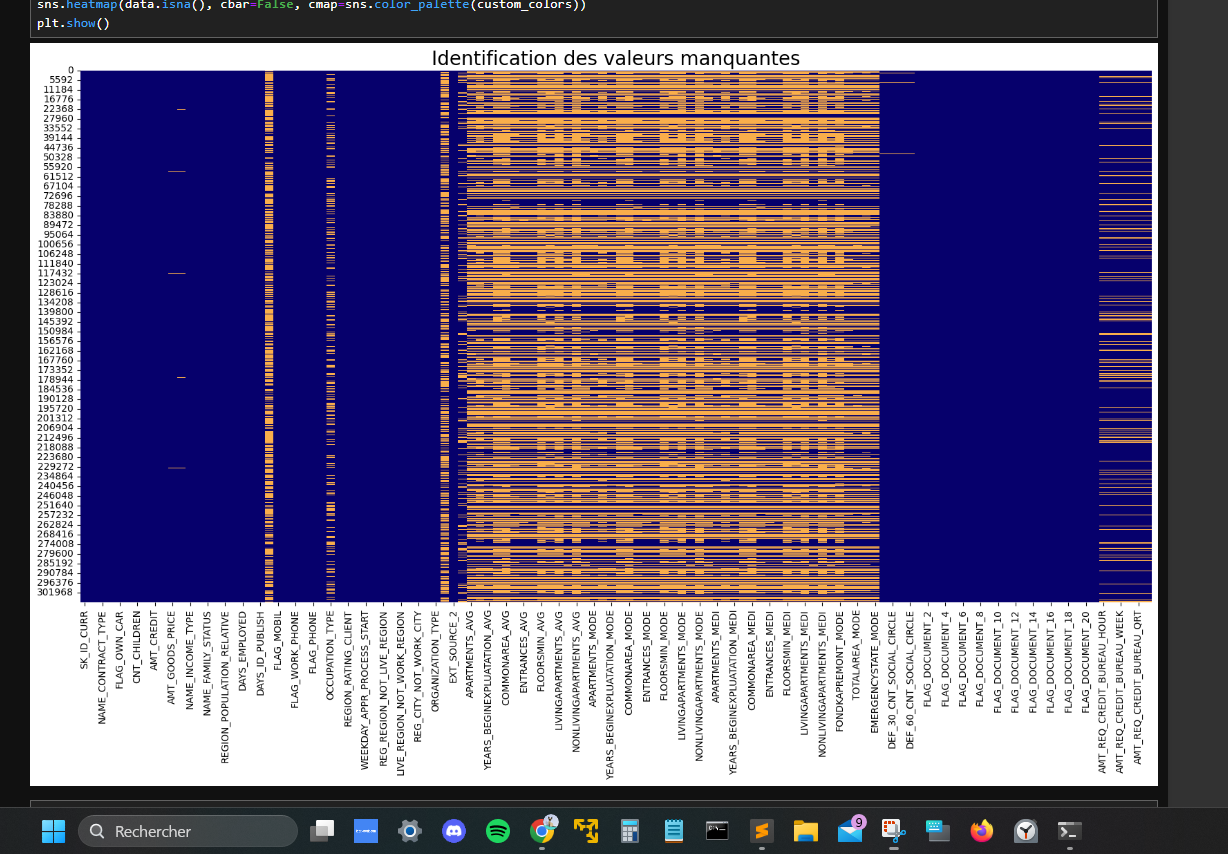 sns.heatmap(data.isna(), cbar=False, cmap=sns.color_palette(custom_colors))
plt.show()
Identification des valeurs manquantes
0
5592
11184
16776
22368
27960
33552
39144
44736
50328
55920
61512
67104
72696
78288
83880
89472
95064
100656
106248
111840
117432
123024
128616
134208
139800
145392
150984
156576
162168
167760
173352
178944
184536
190128
195720
201312
206904
212496
218088
223680
229272
234864
240456
246048
251640
257232
262824
268416
274008
279600
285192
290784
296376
301968
SK_ID_CURR
NAME_CONTRACT_TYPE
FLAG_OWN_CAR
CNT_CHILDREN
AMT_CREDIT
AMT_GOODS_PRICE
NAME_INCOME_TYPE
NAME_FAMILY_STATUS
REGION_POPULATION_RELATIVE
DAYS_EMPLOYED
DAYS_ID_PUBLISH
FLAG_MOBIL
FLAG_WORK_PHONE
FLAG_PHONE
OCCUPATION_TYPE
REGION_RATING_CLIENT
WEEKDAY_APPR_PROCESS_START
REG_REGION_NOT_LIVE_REGION
LIVE_REGION_NOT_WORK_REGION
REG_CITY_NOT_WORK_CITY
ORGANIZATION_TYPE
EXT_SOURCE_2
APARTMENTS_AVG
YEARS_BEGINEXPLUATATION_AVG
COMMONAREA_AVG
ENTRANCES_AVG
FLOORSMIN_AVG
LIVINGAPARTMENTS_AVG
NONLIVINGAPARTMENTS_AVG
APARTMENTS_MODE
YEARS_BEGINEXPLUATATION_MODE
COMMONAREA_MODE
ENTRANCES_MODE
FLOORSMIN_MODE
LIVINGAPARTMENTS_MODE
NONLIVINGAPARTMENTS_MODE
APARTMENTS_MEDI
YEARS_BEGINEXPLUATATION_MEDI
COMMONAREA_MEDI
ENTRANCES_MEDI
FLOORSMIN_MEDI
LIVINGAPARTMENTS_MEDI
NONLIVINGAPARTMENTS_MEDI
FONDKAPREMONT_MODE
TOTALAREA_MODE
EMERGENCYSTATE_MODE
DEF_30_CNT_SOCIAL_CIRCLE
DEF_60_CNT_SOCIAL_CIRCLE
FLAG_DOCUMENT_2
FLAG_DOCUMENT_4
FLAG_DOCUMENT_6
FLAG_DOCUMENT_8
FLAG_DOCUMENT_10
FLAG_DOCUMENT_12
FLAG_DOCUMENT_14
FLAG_DOCUMENT_16
FLAG_DOCUMENT_18
FLAG_DOCUMENT_20
AMT_REQ_CREDIT_BUREAU_HOUR
AMT_REQ_CREDIT_BUREAU_WEEK
AMT_REQ_CREDIT_BUREAU_QRT
Rechercher
9